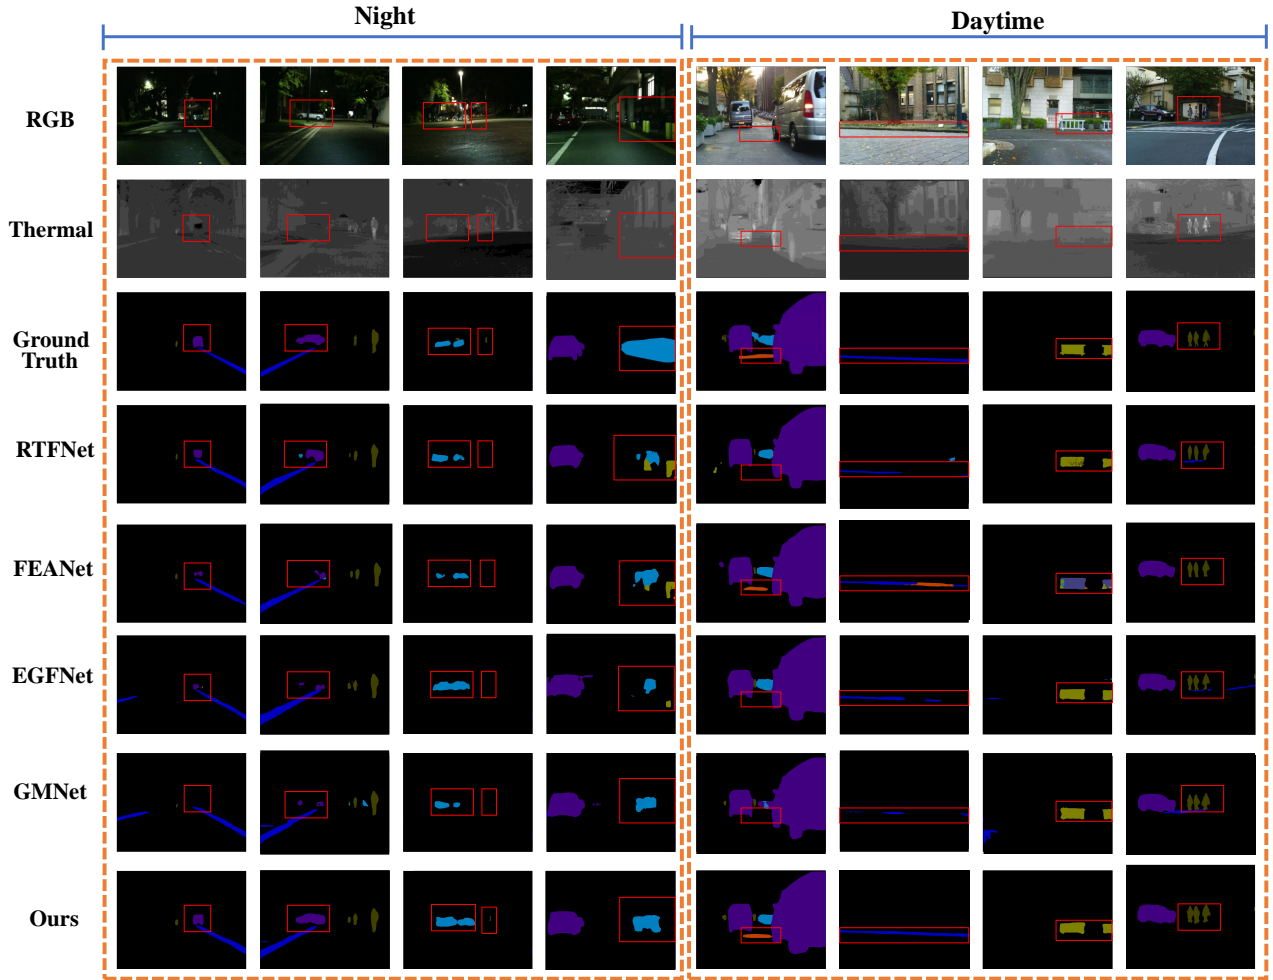 Night
Daytime
RGB
Thermal
Ground
Truth
RTFNet
FEANet
EGFNet
GMNet
Ours